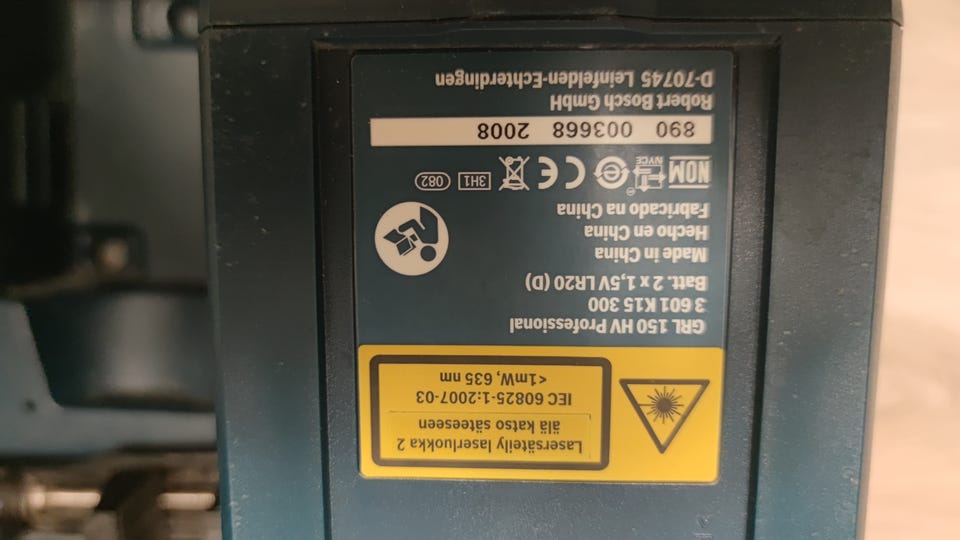 Lasersäteily laserluokka 2
älä katso säteeseen
IEC 60825-1:2007-03
<1mW, 635 nm
GRL 150 HV Professional
3 601 K15 300
Batt. 2 x 1,5V LR20 (D)
Made in China
Hecho en China
Fabricado na China
NOM NYCE CE 3H1 082
890 003668 2008
Robert Bosch GmbH
D-70745 Leinfelden-Echterdingen